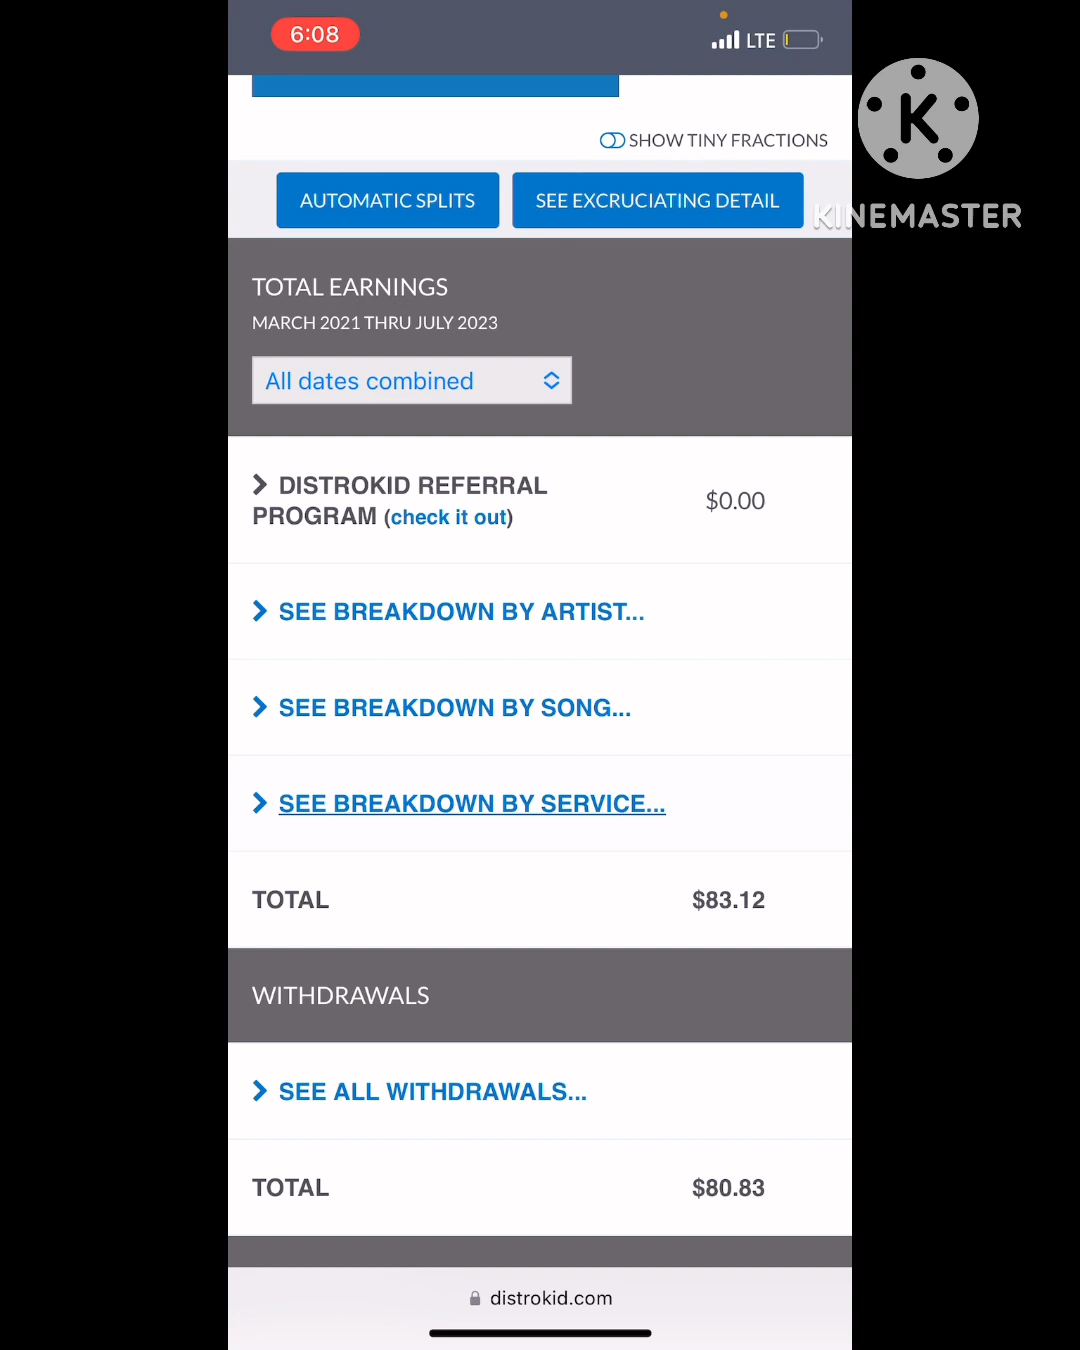 6:08
LTE
K
KINEMASTER
SHOW TINY FRACTIONS
AUTOMATIC SPLITS
SEE EXCRUCIATING DETAIL
TOTAL EARNINGS
MARCH 2021 THRU JULY 2023
All dates combined
DISTROKID REFERRAL
PROGRAM (check it out)
$0.00
SEE BREAKDOWN BY ARTIST...
SEE BREAKDOWN BY SONG...
SEE BREAKDOWN BY SERVICE...
TOTAL $83.12
WITHDRAWALS
SEE ALL WITHDRAWALS...
TOTAL $80.83
distrokid.com